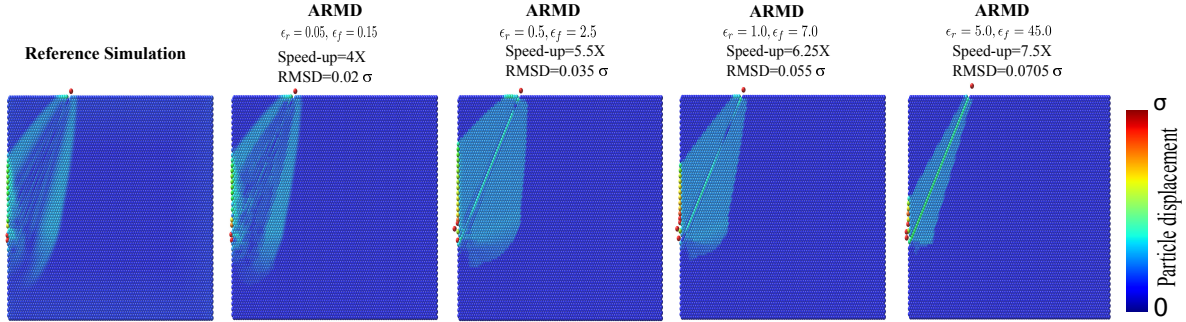 Reference Simulation
ARMD
ϵr = 0.05, ϵf = 0.15
Speed-up=4X
RMSD=0.02 σ
ARMD
ϵr = 0.5, ϵf = 2.5
Speed-up=5.5X
RMSD=0.035 σ
ARMD
ϵr = 1.0, ϵf = 7.0
Speed-up=6.25X
RMSD=0.055 σ
ARMD
ϵr = 5.0, ϵf = 45.0
Speed-up=7.5X
RMSD=0.0705 σ
σ
Particle displacement
0